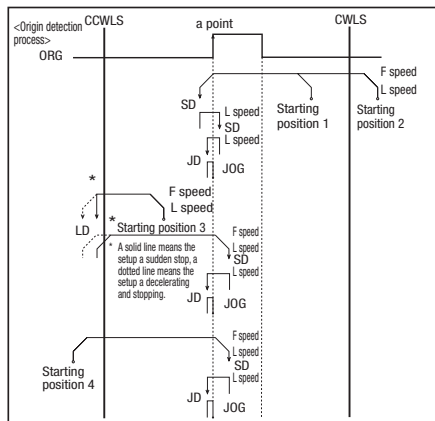 <Origin detection
process>
CCWLS
a point
CWLS
ORG
F speed
L speed
SD
Starting
position 1
Starting
position 2
L speed
SD
L speed
JD
JOG
*
F speed
L speed
LD
*
Starting position 3
* A solid line means the
setup a sudden stop, a
dotted line means the
setup a decelerating
and stopping.
F speed
L speed
SD
L speed
JD
JOG
F speed
L speed
SD
Starting
position 4
L speed
JD
JOG